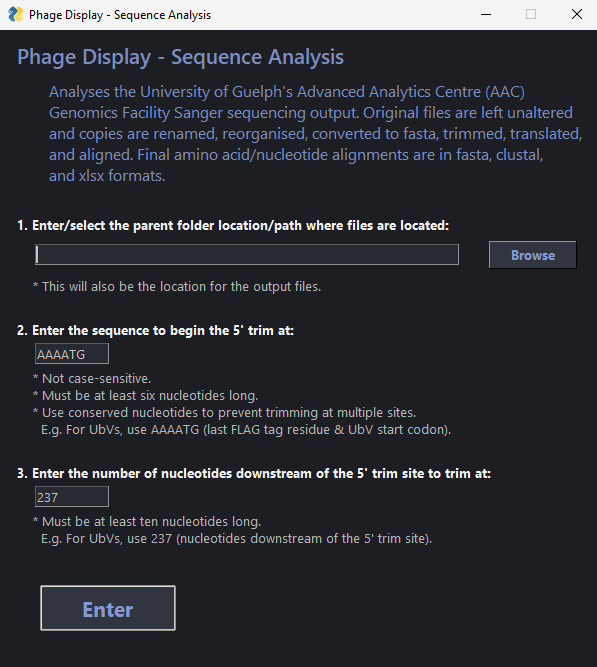 Phage Display - Sequence Analysis
Phage Display - Sequence Analysis
Analyses the University of Guelph's Advanced Analytics Centre (AAC)
Genomics Facility Sanger sequencing output. Original files are left unaltered
and copies are renamed, reorganised, converted to fasta, trimmed, translated,
and aligned. Final amino acid/nucleotide alignments are in fasta, clustal,
and xlsx formats.
1. Enter/select the parent folder location/path where files are located:
Browse
* This will also be the location for the output files.
2. Enter the sequence to begin the 5' trim at:
AAAATG
* Not case-sensitive.
* Must be at least six nucleotides long.
* Use conserved nucleotides to prevent trimming at multiple sites.
E.g. For UbVs, use AAAATG (last FLAG tag residue & UbV start codon).
3. Enter the number of nucleotides downstream of the 5' trim site to trim at:
237
* Must be at least ten nucleotides long.
E.g. For UbVs, use 237 (nucleotides downstream of the 5' trim site).
Enter